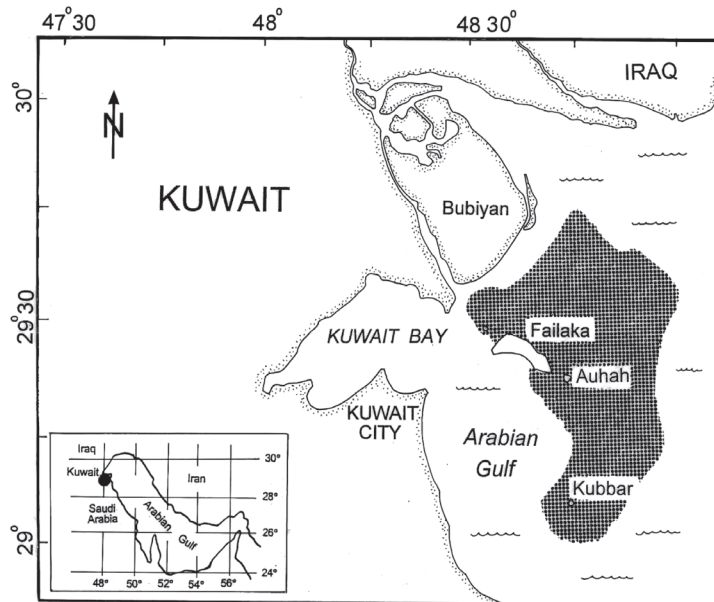 47°30
48°
48 30°
IRAQ
30°
N
KUWAIT
Bubiyan
29°30
KUWAIT BAY
Failaka
Auhah
KUWAIT
CITY
Arabian
Gulf
Kubbar
29°
Iraq
Kuwait
Iran
Saudi
Arabia
Arabian
Gulf
30°
28°
26°
24°
48° 50° 52° 54° 56°